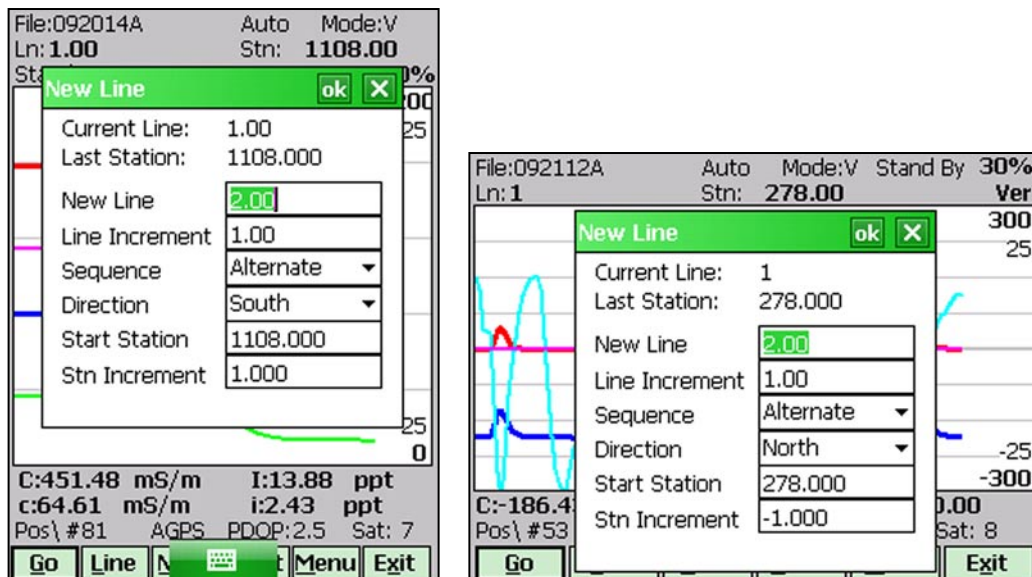 File:092014A Auto Mode:V
Ln: 1.00 Stn: 1108.00
New Line ok X
Current Line: 1.00
Last Station: 1108.000
New Line 2.00
Line Increment 1.00
Sequence Alternate
Direction South
Start Station 1108.000
Stn Increment 1.000
25
25
0
C:451.48 mS/m I:13.88 ppt
c:64.61 mS/m i:2.43 ppt
Pos\ #81 AGPS PDOP:2.5 Sat: 7
Go Line Menu Exit
File:092112A Auto Mode:V Stand By 30%
Ln: 1 Stn: 278.00 Ver
300
25
New Line ok X
Current Line: 1
Last Station: 278.000
New Line 2.00
Line Increment 1.00
Sequence Alternate
Direction North
Start Station 278.000
Stn Increment -1.000
-25
-300
Pos\ #53 Sat: 8
Go Exit